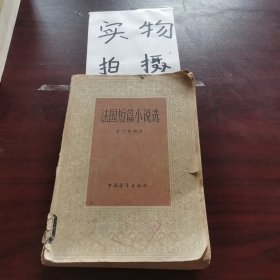 实物
拍摄
法国短篇小说选
中国青年出版社